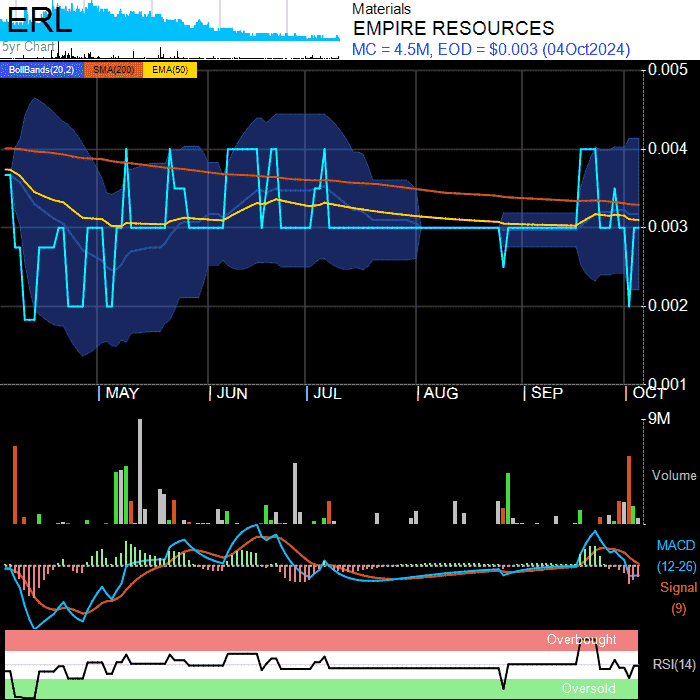 ERL
5yr Chart
Materials
EMPIRE RESOURCES
MC = 4.5M, EOD = $0.003 (04Oct2024)
BollBands(20,2) SMA(200) EMA(50)
0.005
0.004
0.003
0.002
0.001
MAY JUN JUL AUG SEP OCT
9M
Volume
MACD
(12-26)
Signal
(9)
Overbought
RSI(14)
Oversold